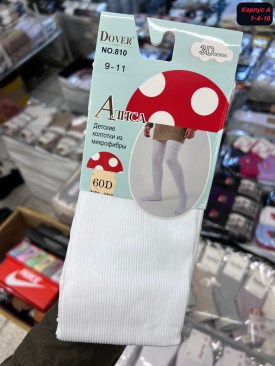 Корпус А
1-4-16
DOVER
3D
NO.810
9-11
Алиса
Детские
колготки из
микрофибры
60D